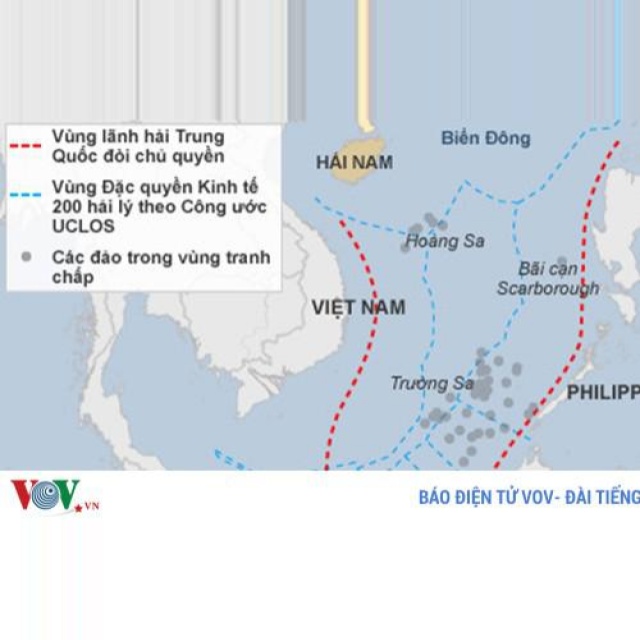 Vùng lãnh hải Trung
Quốc đòi chủ quyền
Vùng Đặc quyền Kinh tế
200 hải lý theo Công ước
UCLOS
Các đảo trong vùng tranh
chấp
Biển Đông
HẢI NAM
Hoàng Sa
Bãi cạn
Scarborough
VIỆT NAM
Trường Sa
PHILIPP
VOV.VN
BÁO ĐIỆN TỬ VOV- ĐÀI TIẾNG